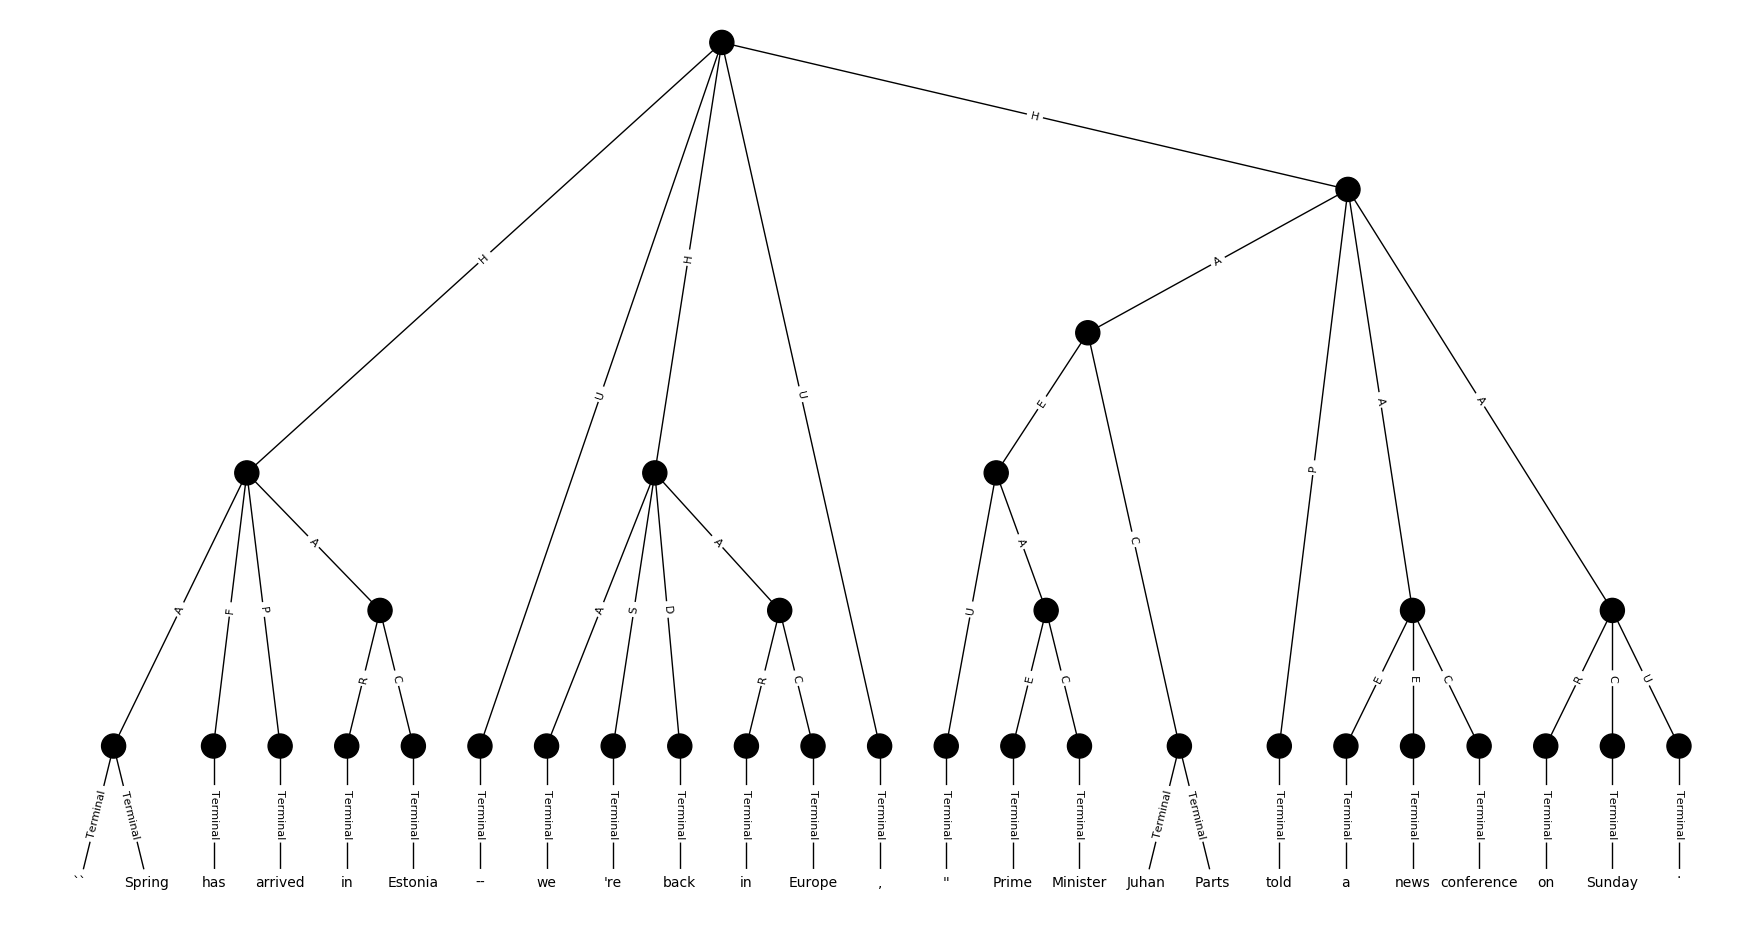 H
A
H H
A
U U E A A
P
A A A C
A F P A S D U E C
R C R C E C E E C R C U
Terminal Terminal Terminal Terminal Terminal Terminal Terminal Terminal Terminal Terminal Terminal Terminal Terminal Terminal Terminal Terminal Terminal Terminal Terminal Terminal Terminal Terminal Terminal Terminal Terminal
`` Spring has arrived in Estonia -- we 're back in Europe , " Prime Minister Juhan Parts told a news conference on Sunday .